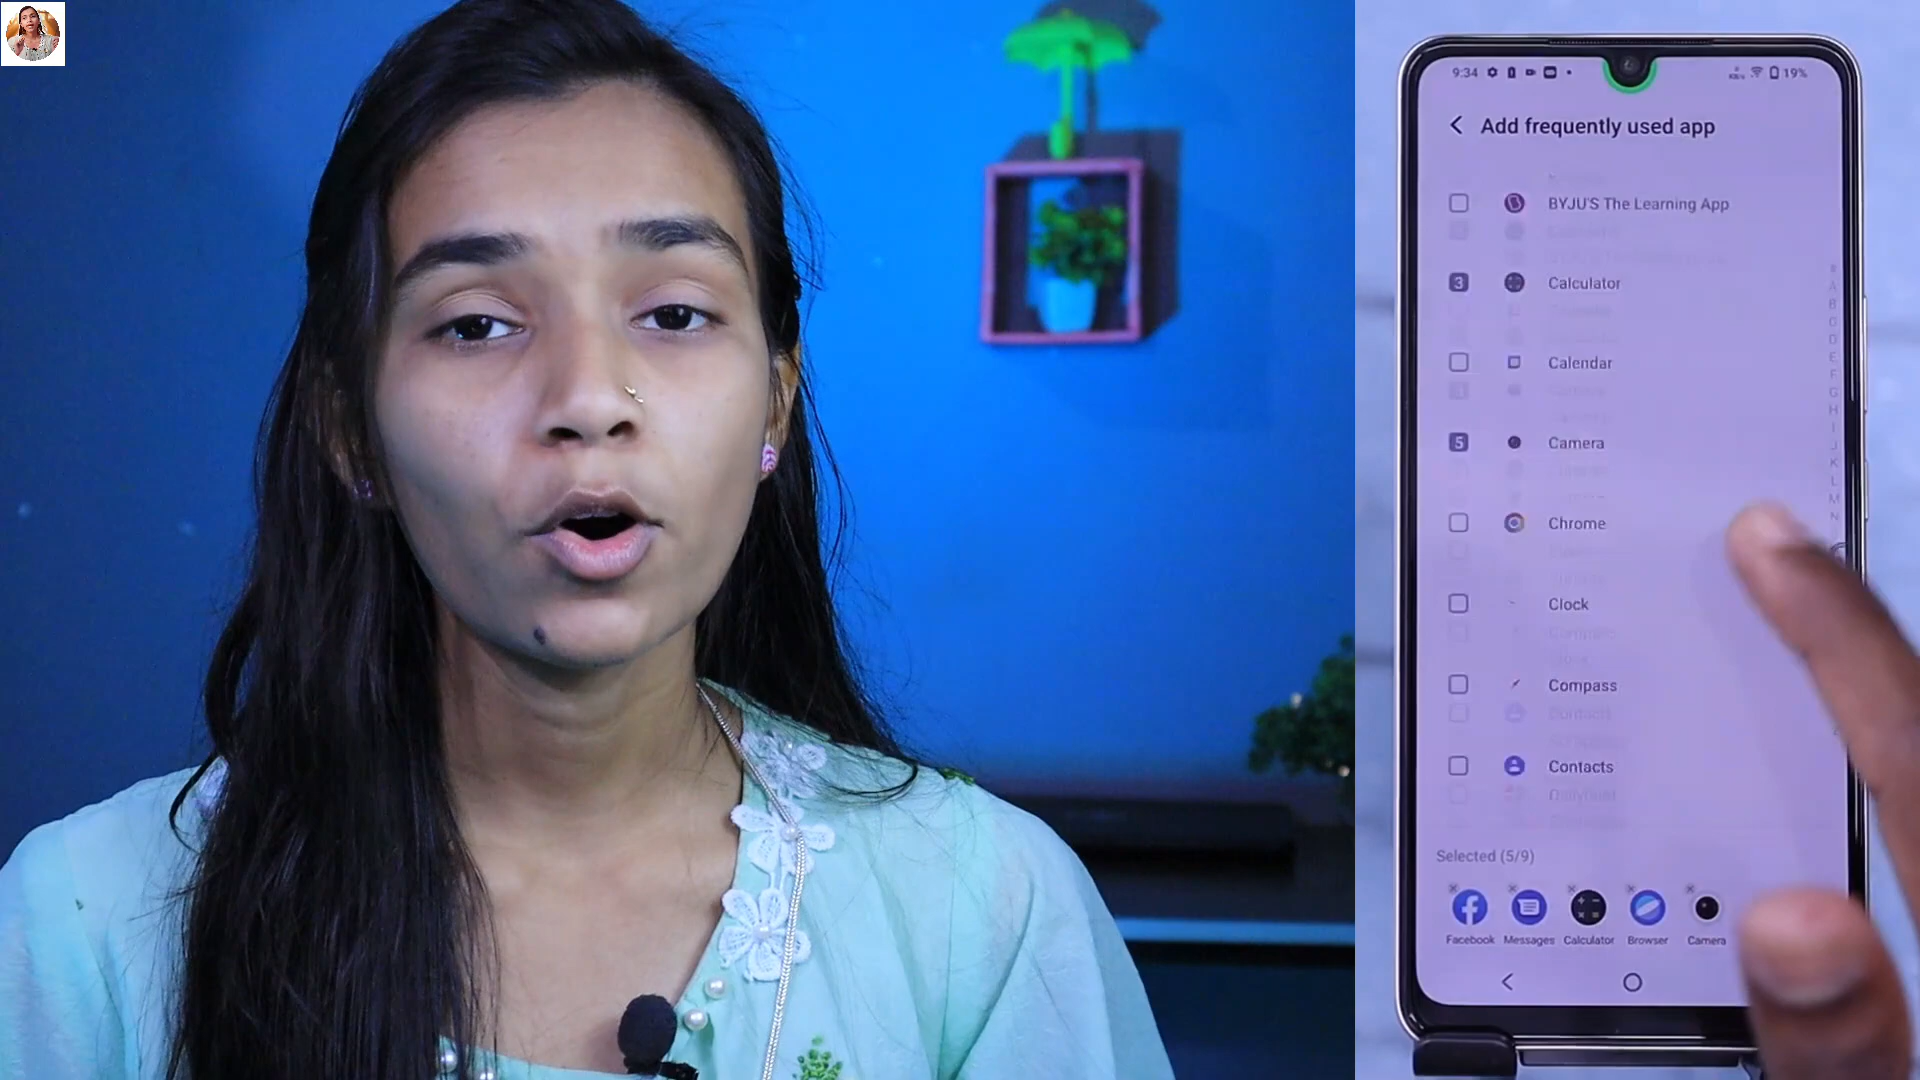 9:34
19%
Add frequently used app
BYJU'S The Learning App
3 Calculator
Calendar
5 Camera
Chrome
Clock
Compass
Contacts
Selected (5/9)
Facebook Messages Calculator Browser Camera